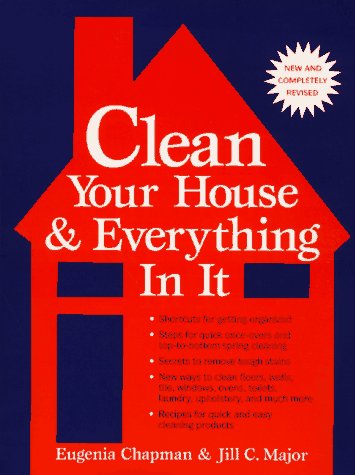 NEW AND
COMPLETELY
REVISED
Clean
Your House
& Everything
In It
• Shortcuts for getting organized
• Steps for quick once-overs and
top-to-bottom spring cleaning
• Secrets to remove tough stains
• New ways to clean floors, walls,
tile, windows, ovens, toilets,
laundry, upholstery, and much more
• Recipes for quick and easy
cleaning products
Eugenia Chapman & Jill C. Major